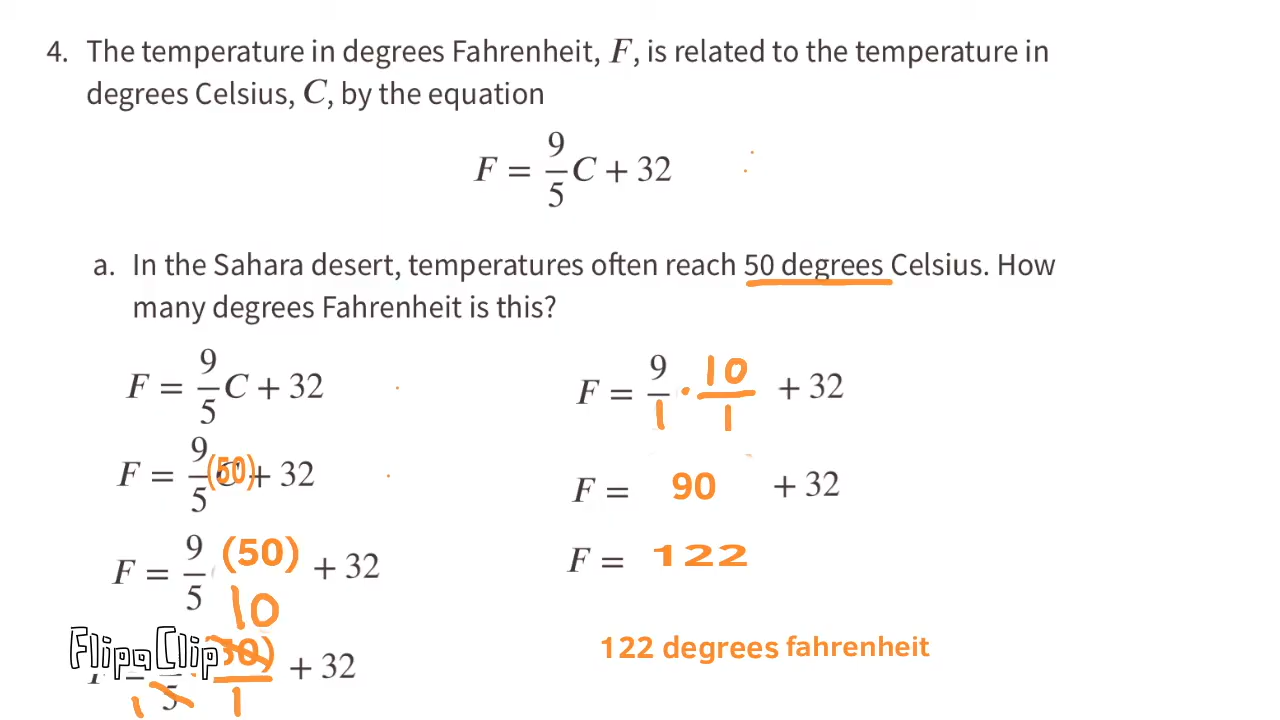 4. The temperature in degrees Fahrenheit, F, is related to the temperature in
degrees Celsius, C, by the equation
F = 9/5 C + 32
a. In the Sahara desert, temperatures often reach 50 degrees Celsius. How
many degrees Fahrenheit is this?
F = 9/5 C + 32
F = 9/5 C (50) + 32
F = 9/5 (50) + 32
10
FlipaClip 50) + 32
1 5 1
F = 9/1 · 10/1 + 32
F = 90 + 32
F = 122
122 degrees fahrenheit